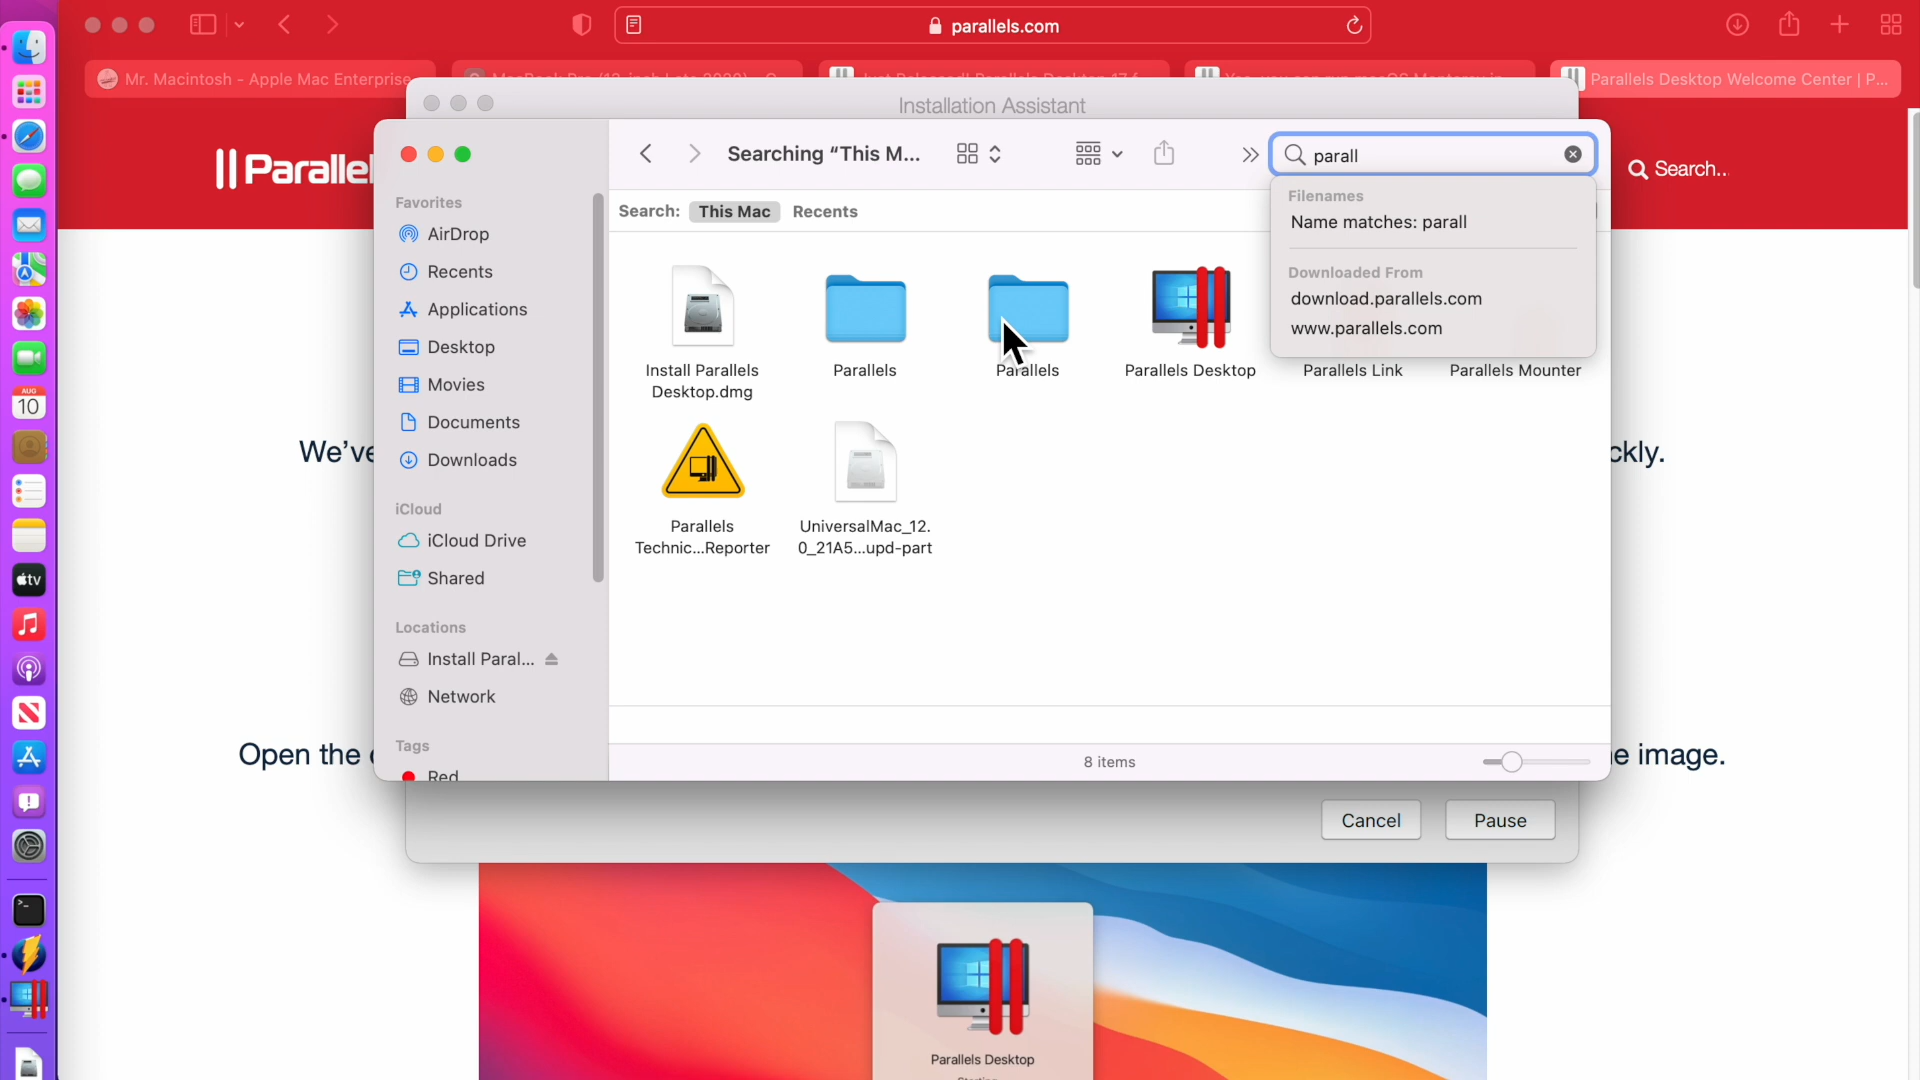 parallels.com
Mr. Macintosh - Apple Mac Enterprise
Parallels Desktop Welcome Center | P...
Installation Assistant
Parallel
Searching “This M...
parall
Search...
Filenames
Name matches: parall
Downloaded From
download.parallels.com
www.parallels.com
Favorites
AirDrop
Recents
Applications
Desktop
Movies
Documents
Downloads
iCloud
iCloud Drive
Shared
Locations
Install Paral...
Network
Tags
Red
Search:
This Mac
Recents
Install Parallels
Desktop.dmg
Parallels
Parallels
Parallels Desktop
Parallels Link
Parallels Mounter
Parallels
Technic...Reporter
UniversalMac_12.
0_21A5...upd-part
8 items
We’ve
ckly.
Open the
e image.
Cancel
Pause
Parallels Desktop
AUG
10
tv